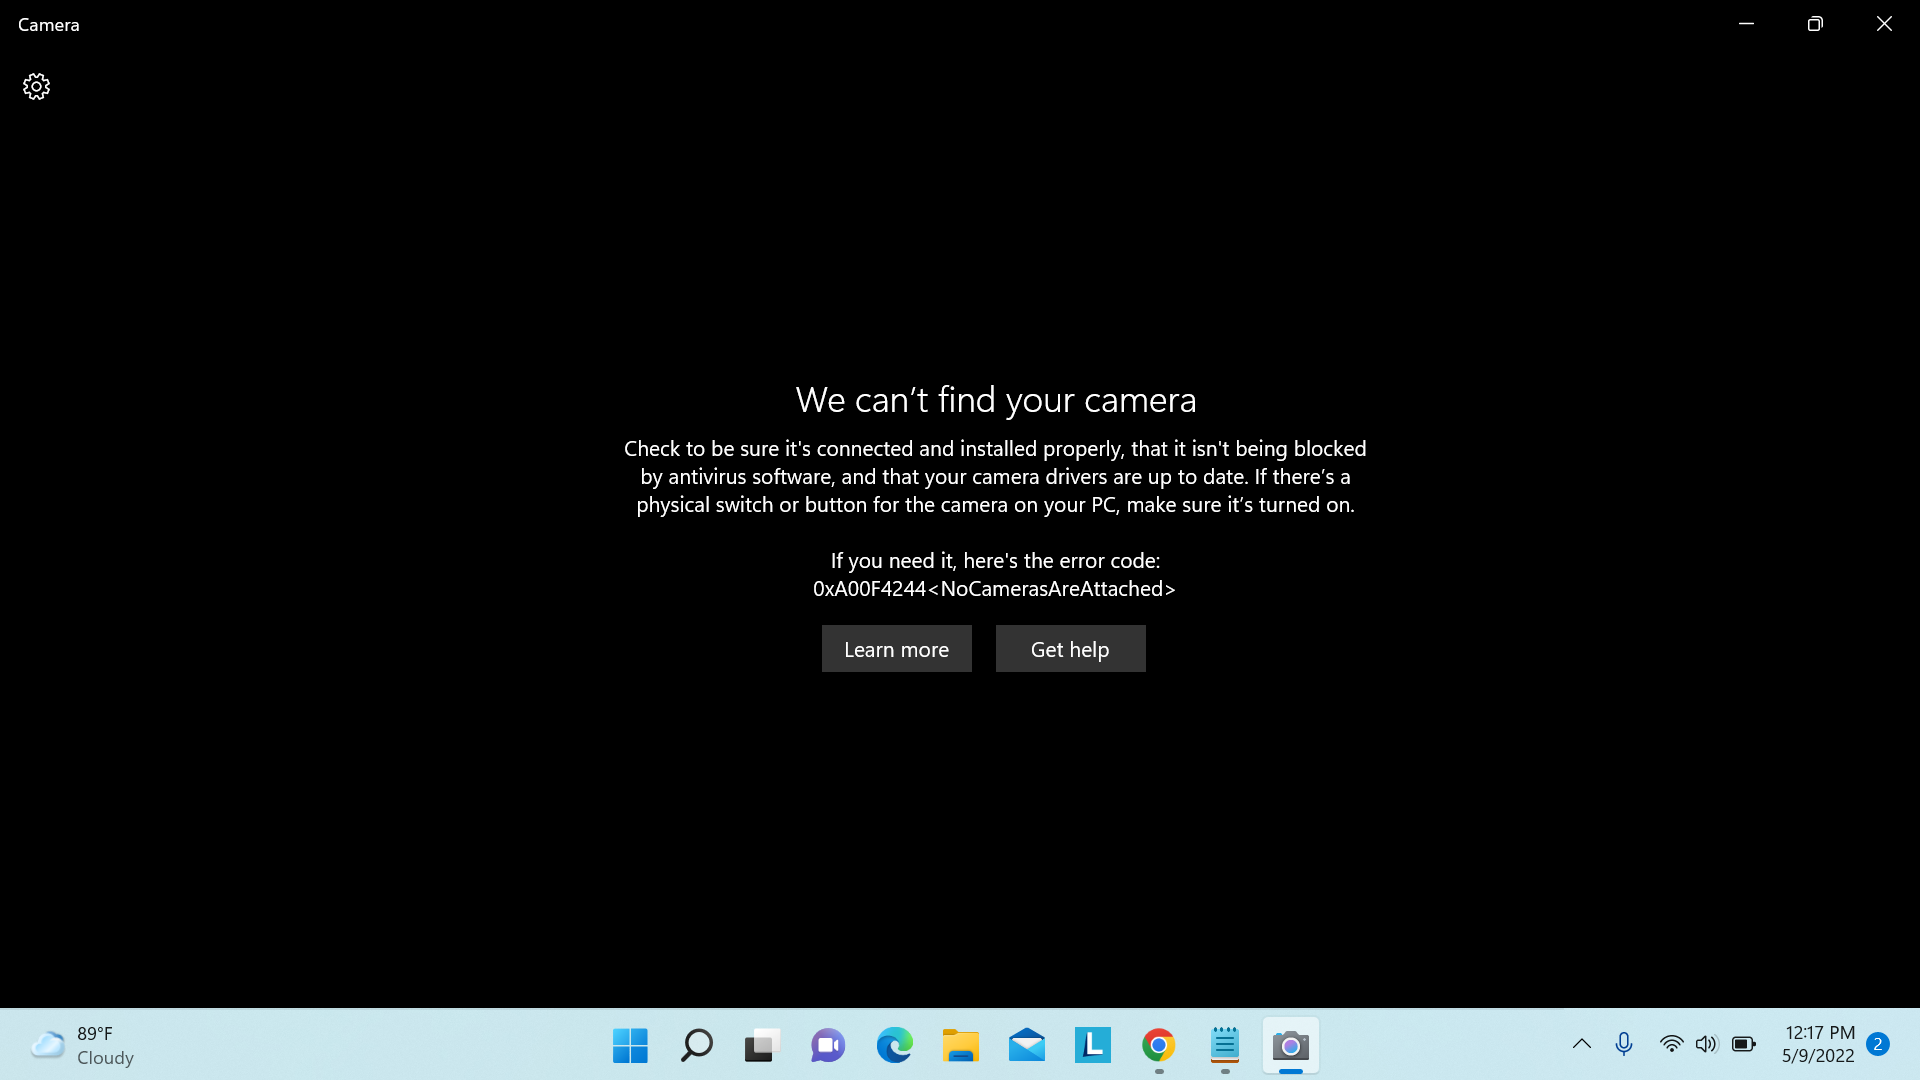 Camera
We can’t find your camera
Check to be sure it's connected and installed properly, that it isn't being blocked
by antivirus software, and that your camera drivers are up to date. If there’s a
physical switch or button for the camera on your PC, make sure it’s turned on.
If you need it, here's the error code:
0xA00F4244<NoCamerasAreAttached>
Learn more
Get help
89°F
Cloudy
L
12:17 PM
5/9/2022
2